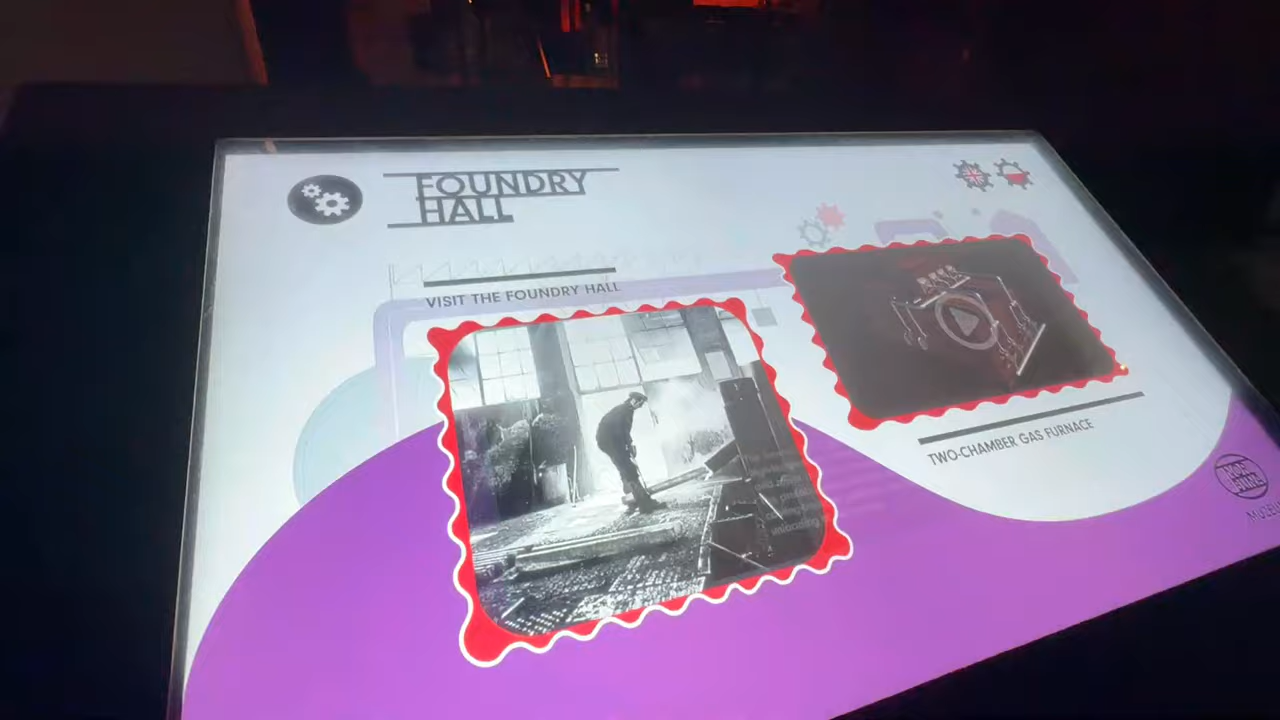 FOUNDRY
HALL
VISIT THE FOUNDRY HALL
TWO-CHAMBER GAS FURNACE